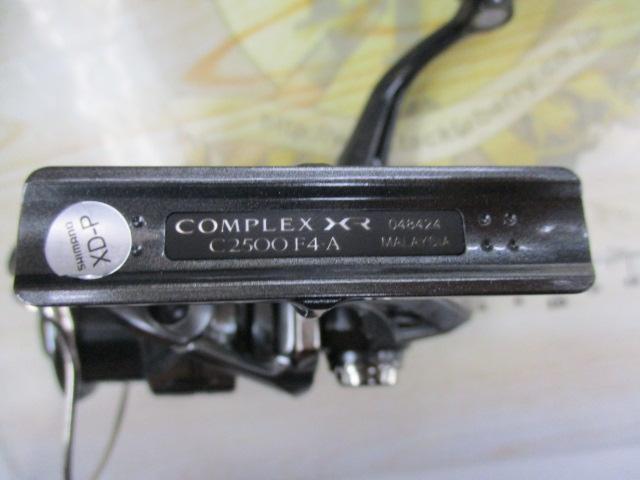 COMPLEX XR 048424
C2500 F4·A MALAYSIA
SHIMANO
XD-P